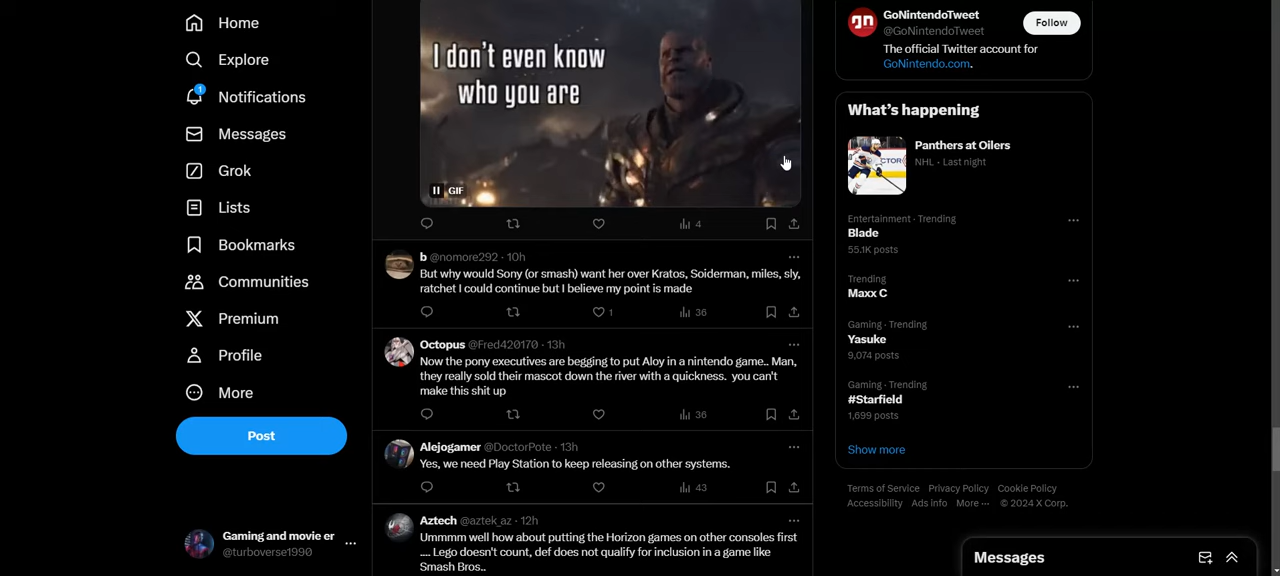 Home
Explore
1
Notifications
Messages
Grok
Lists
Bookmarks
Communities
Premium
Profile
More
Post
Gaming and movie er
@turboverse1990
I don't even know
who you are
GIF
4
b @nomore292 · 10h
But why would Sony (or smash) want her over Kratos, Soiderman, miles, sly,
ratchet I could continue but I believe my point is made
1
36
Octopus @Fred420170 · 13h
Now the pony executives are begging to put Aloy in a nintendo game.. Man,
they really sold their mascot down the river with a quickness. you can't
make this shit up
36
Alejogamer @DoctorPote · 13h
Yes, we need Play Station to keep releasing on other systems.
43
Aztech @aztek_az · 12h
Ummmm well how about putting the Horizon games on other consoles first
.... Lego doesn't count, def does not qualify for inclusion in a game like
Smash Bros..
GoNintendoTweet
@GoNintendoTweet
Follow
The official Twitter account for
GoNintendo.com.
What's happening
Panthers at Oilers
NHL · Last night
Entertainment · Trending
Blade
55.1K posts
Trending
Maxx C
Gaming · Trending
Yasuke
9,074 posts
Gaming · Trending
#Starfield
1,699 posts
Show more
Terms of Service Privacy Policy Cookie Policy
Accessibility Ads info More ··· © 2024 X Corp.
Messages